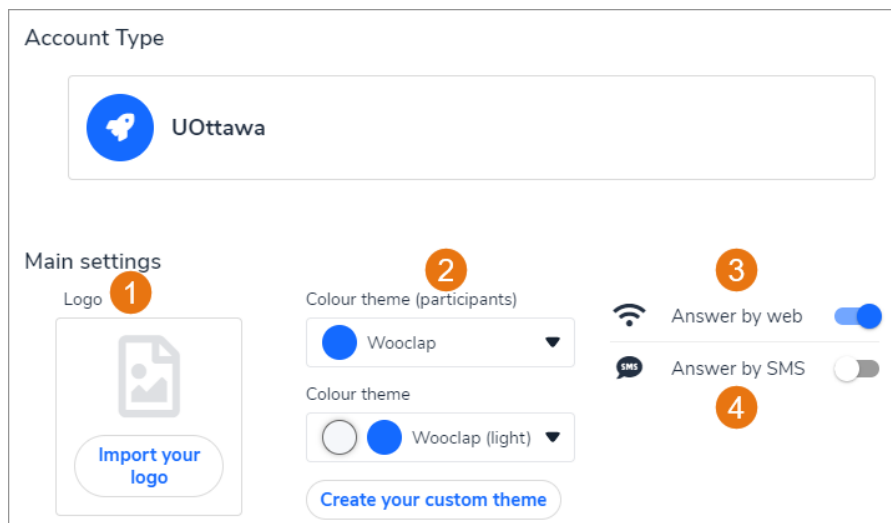 Account Type
UOttawa
Main settings
1
Logo
Import your
logo
2
Colour theme (participants)
Wooclap
Colour theme
Wooclap (light)
Create your custom theme
3
Answer by web
SMS
Answer by SMS
4